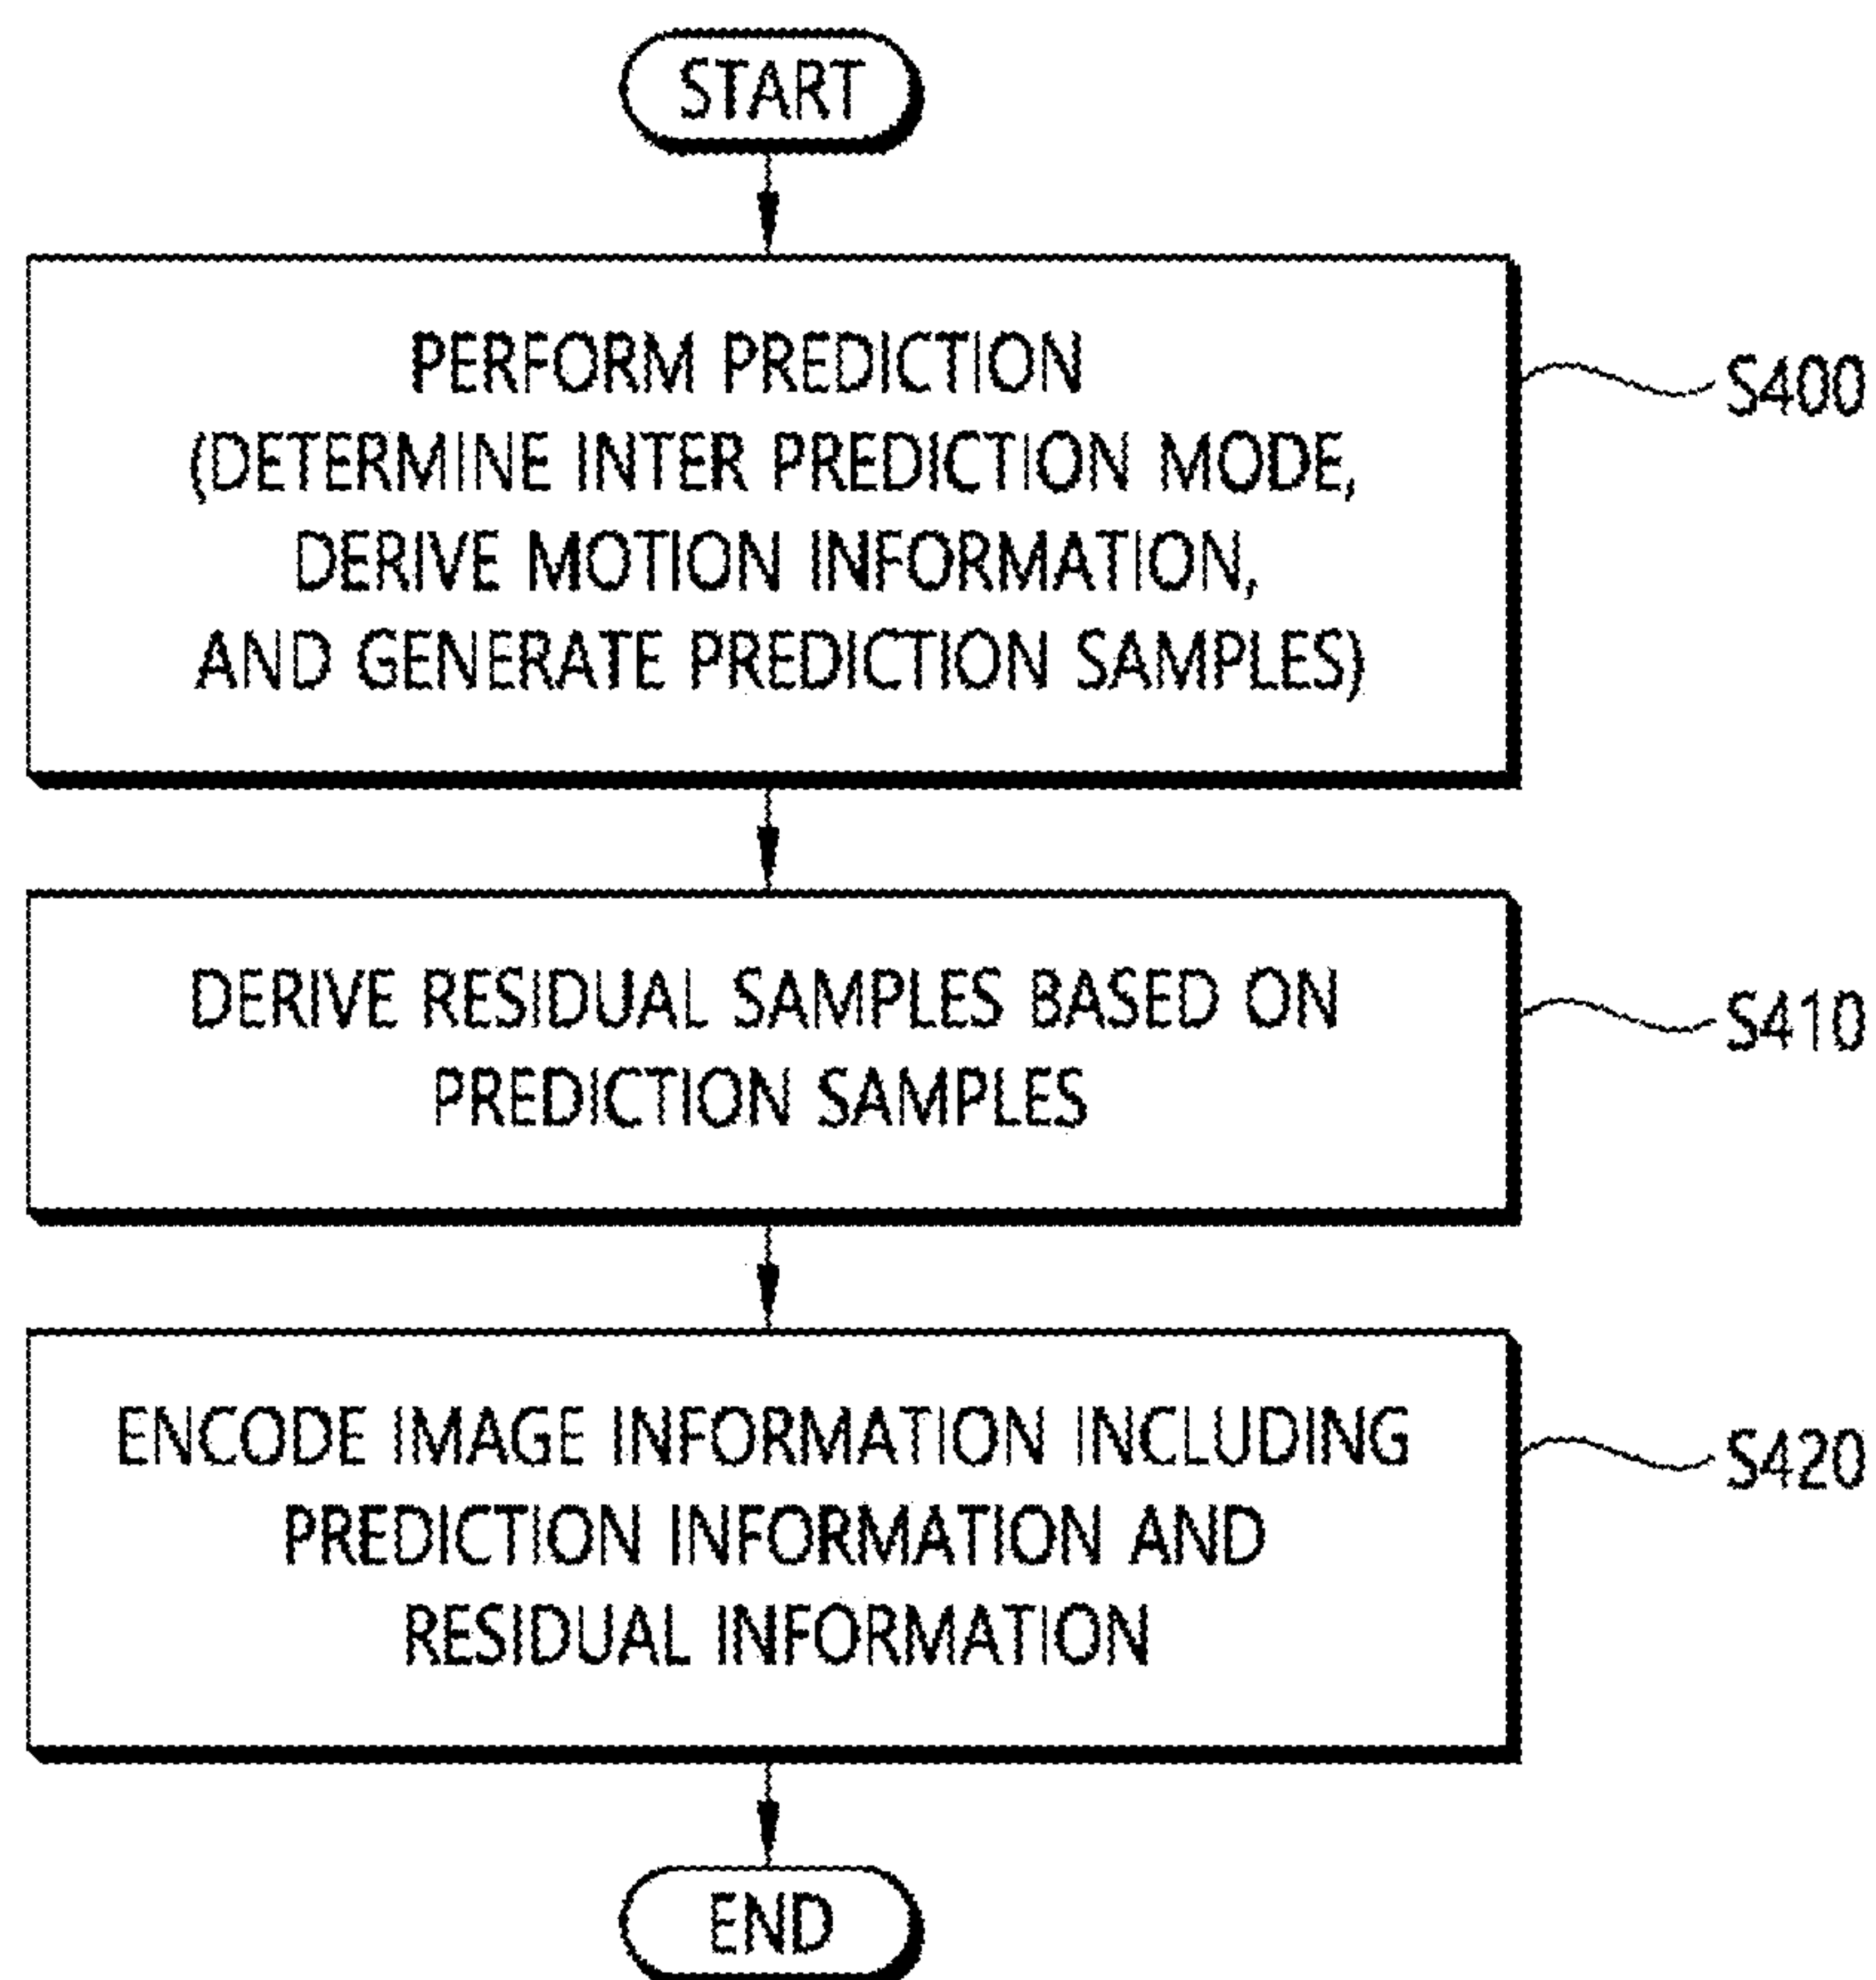 START
PERFORM PREDICTION
(DETERMINE INTER PREDICTION MODE,
DERIVE MOTION INFORMATION,
AND GENERATE PREDICTION SAMPLES)
S400
DERIVE RESIDUAL SAMPLES BASED ON
PREDICTION SAMPLES
S410
ENCODE IMAGE INFORMATION INCLUDING
PREDICTION INFORMATION AND
RESIDUAL INFORMATION
S420
END